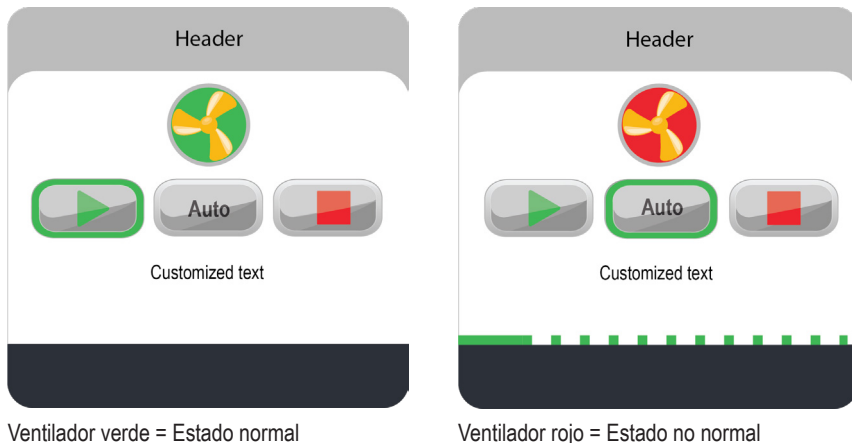 Header
Auto
Customized text
Ventilador verde = Estado normal
Header
Auto
Customized text
Ventilador rojo = Estado no normal